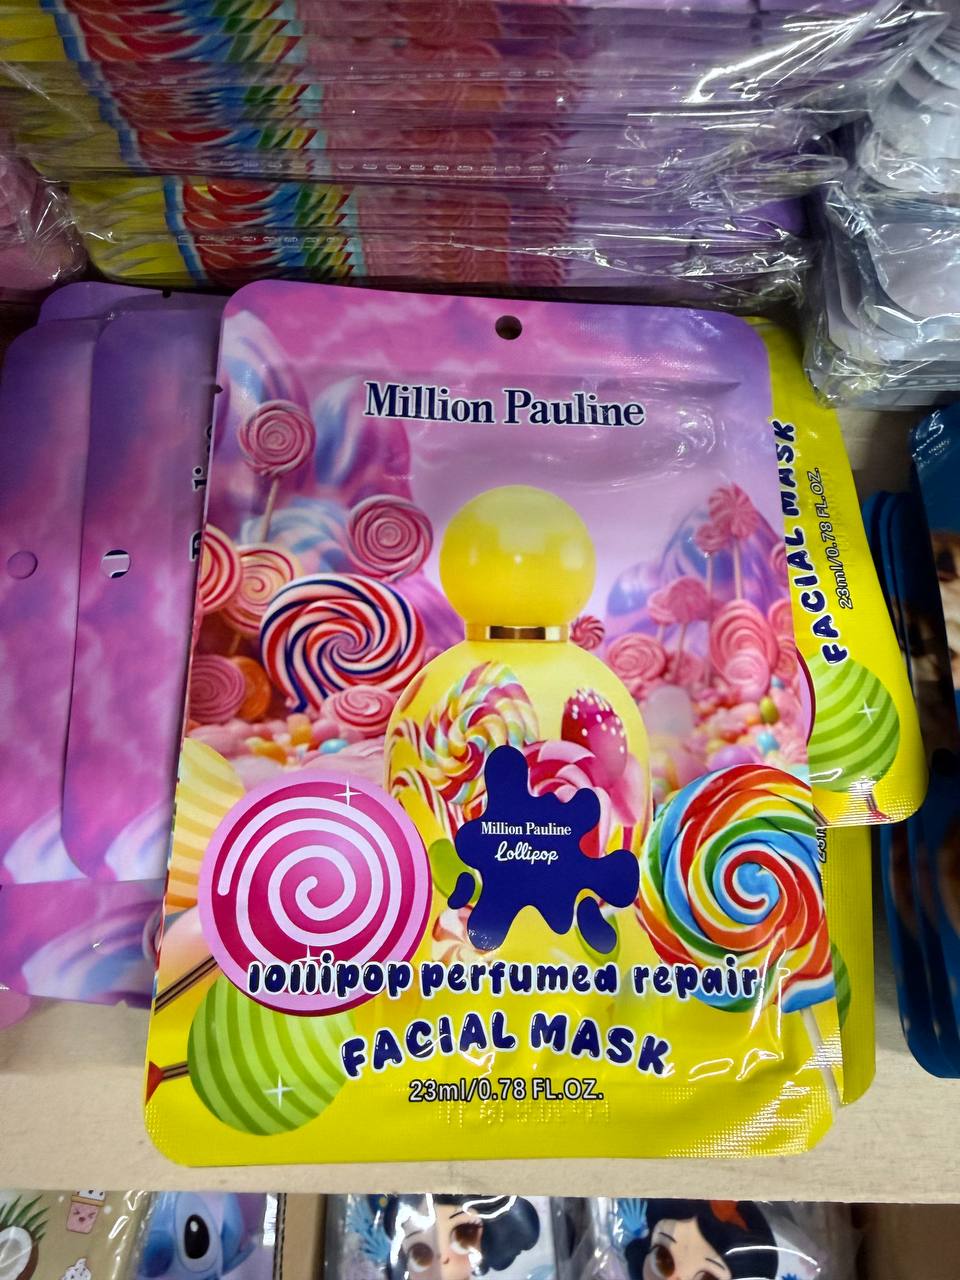 Million Pauline
Million Pauline
Lollipop
lollipop perfumed repair
FACIAL MASK
23ml/0.78 FL.OZ.
FACIAL MASK
23ml/0.78 FL.OZ.